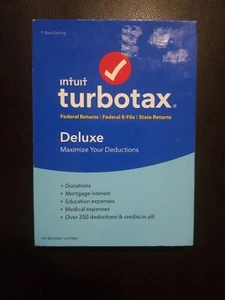 #1 Best Selling
intuit
turbotax®
Federal Returns | Federal E-File | State Returns
Deluxe
Maximize Your Deductions
• Donations
• Mortgage interest
• Education expenses
• Medical expenses
• Over 350 deductions & credits in all!
For Windows® and Mac®